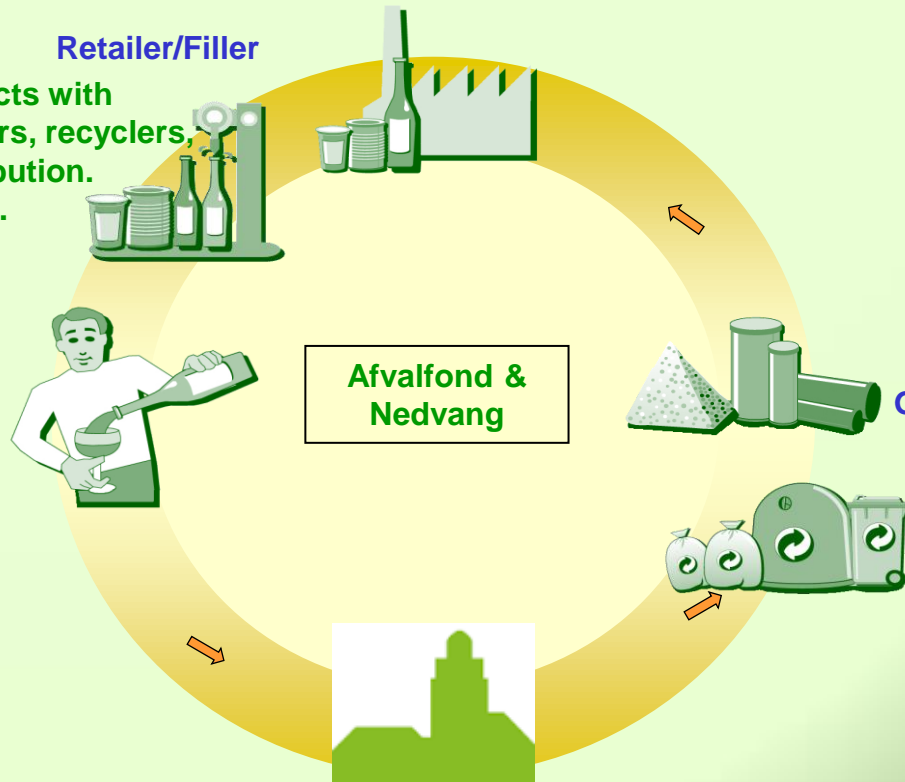 Retailer/Filler
cts with
rs, recyclers,
bution.
.
Afvalfond &
Nedvang